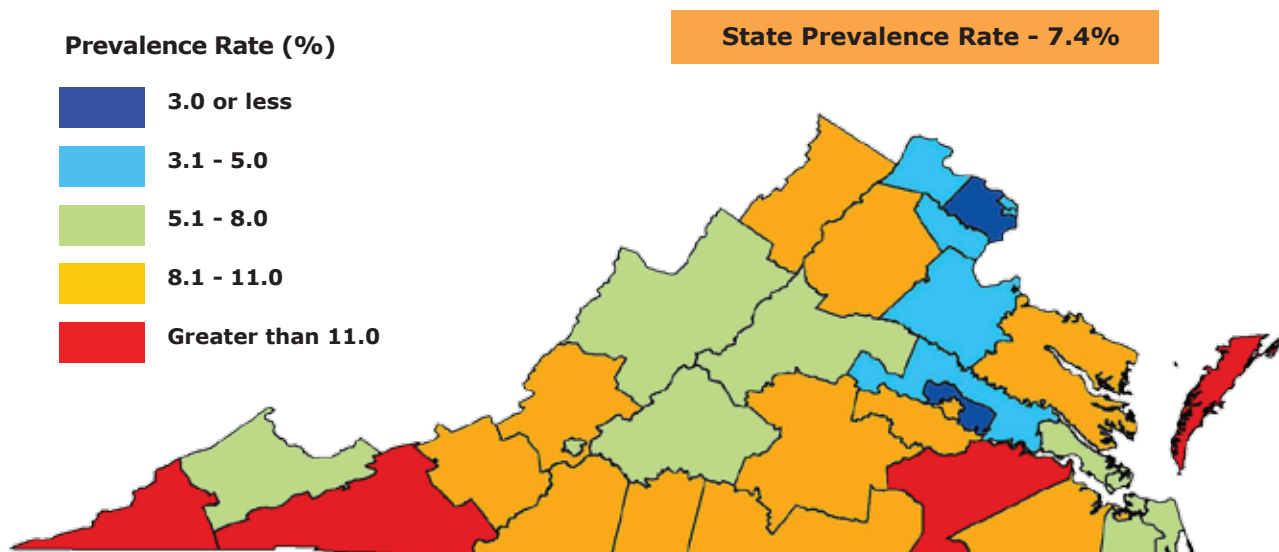 Prevalence Rate (%)
State Prevalence Rate - 7.4%
3.0 or less
3.1 - 5.0
5.1 - 8.0
8.1 - 11.0
Greater than 11.0